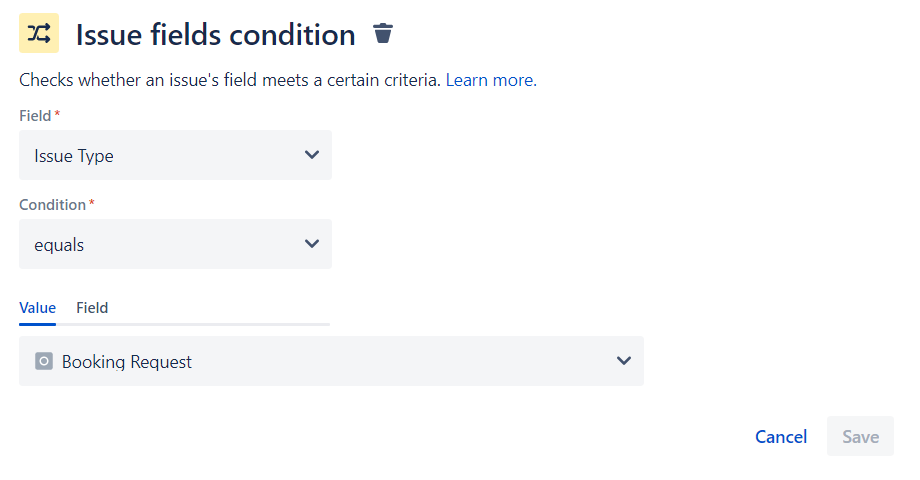 Issue fields condition
Checks whether an issue's field meets a certain criteria. Learn more.
Field *
Issue Type
Condition *
equals
Value Field
Booking Request
Cancel Save